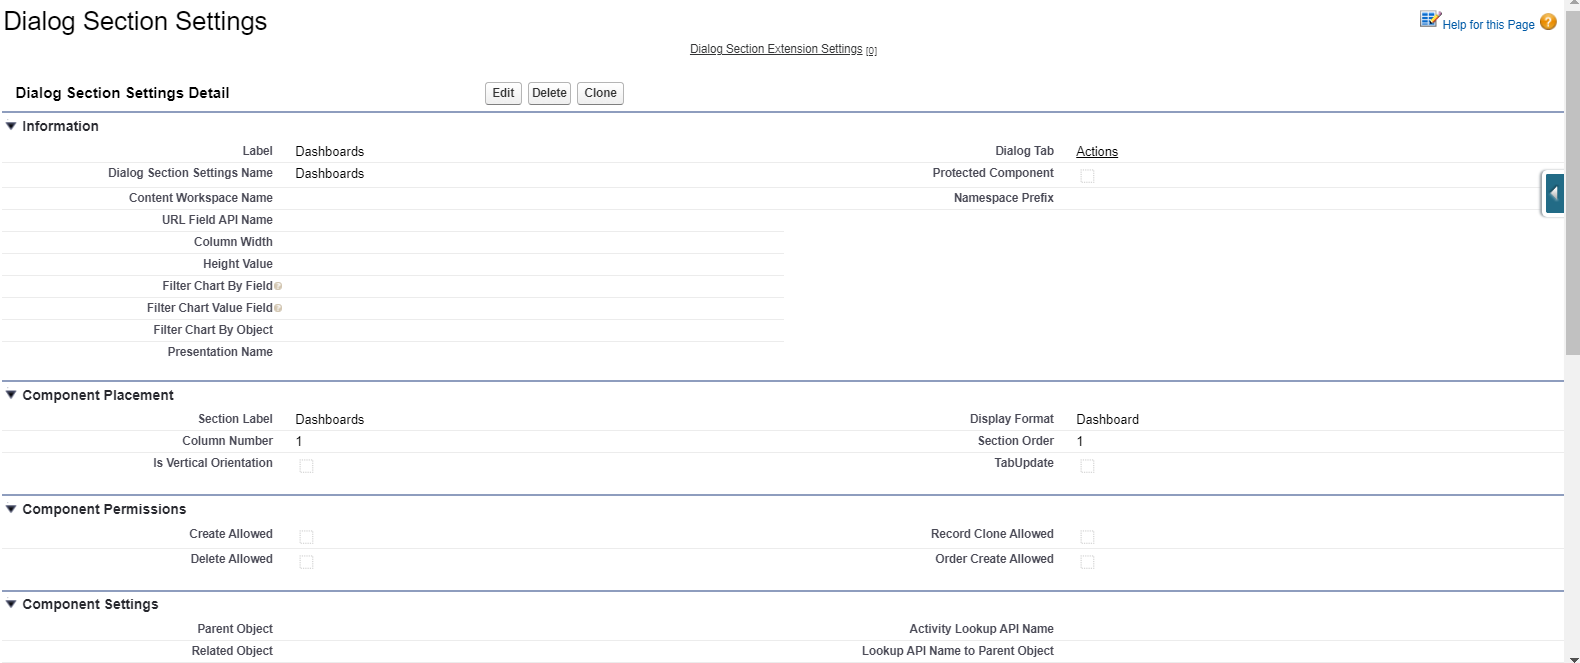 Dialog Section Settings
Help for this Page ?
Dialog Section Extension Settings [0]
Dialog Section Settings Detail Edit Delete Clone
Information
Label Dashboards Dialog Tab Actions
Dialog Section Settings Name Dashboards Protected Component
Content Workspace Name Namespace Prefix
URL Field API Name
Column Width
Height Value
Filter Chart By Field ?
Filter Chart Value Field ?
Filter Chart By Object
Presentation Name
Component Placement
Section Label Dashboards Display Format Dashboard
Column Number 1 Section Order 1
Is Vertical Orientation TabUpdate
Component Permissions
Create Allowed Record Clone Allowed
Delete Allowed Order Create Allowed
Component Settings
Parent Object Activity Lookup API Name
Related Object Lookup API Name to Parent Object